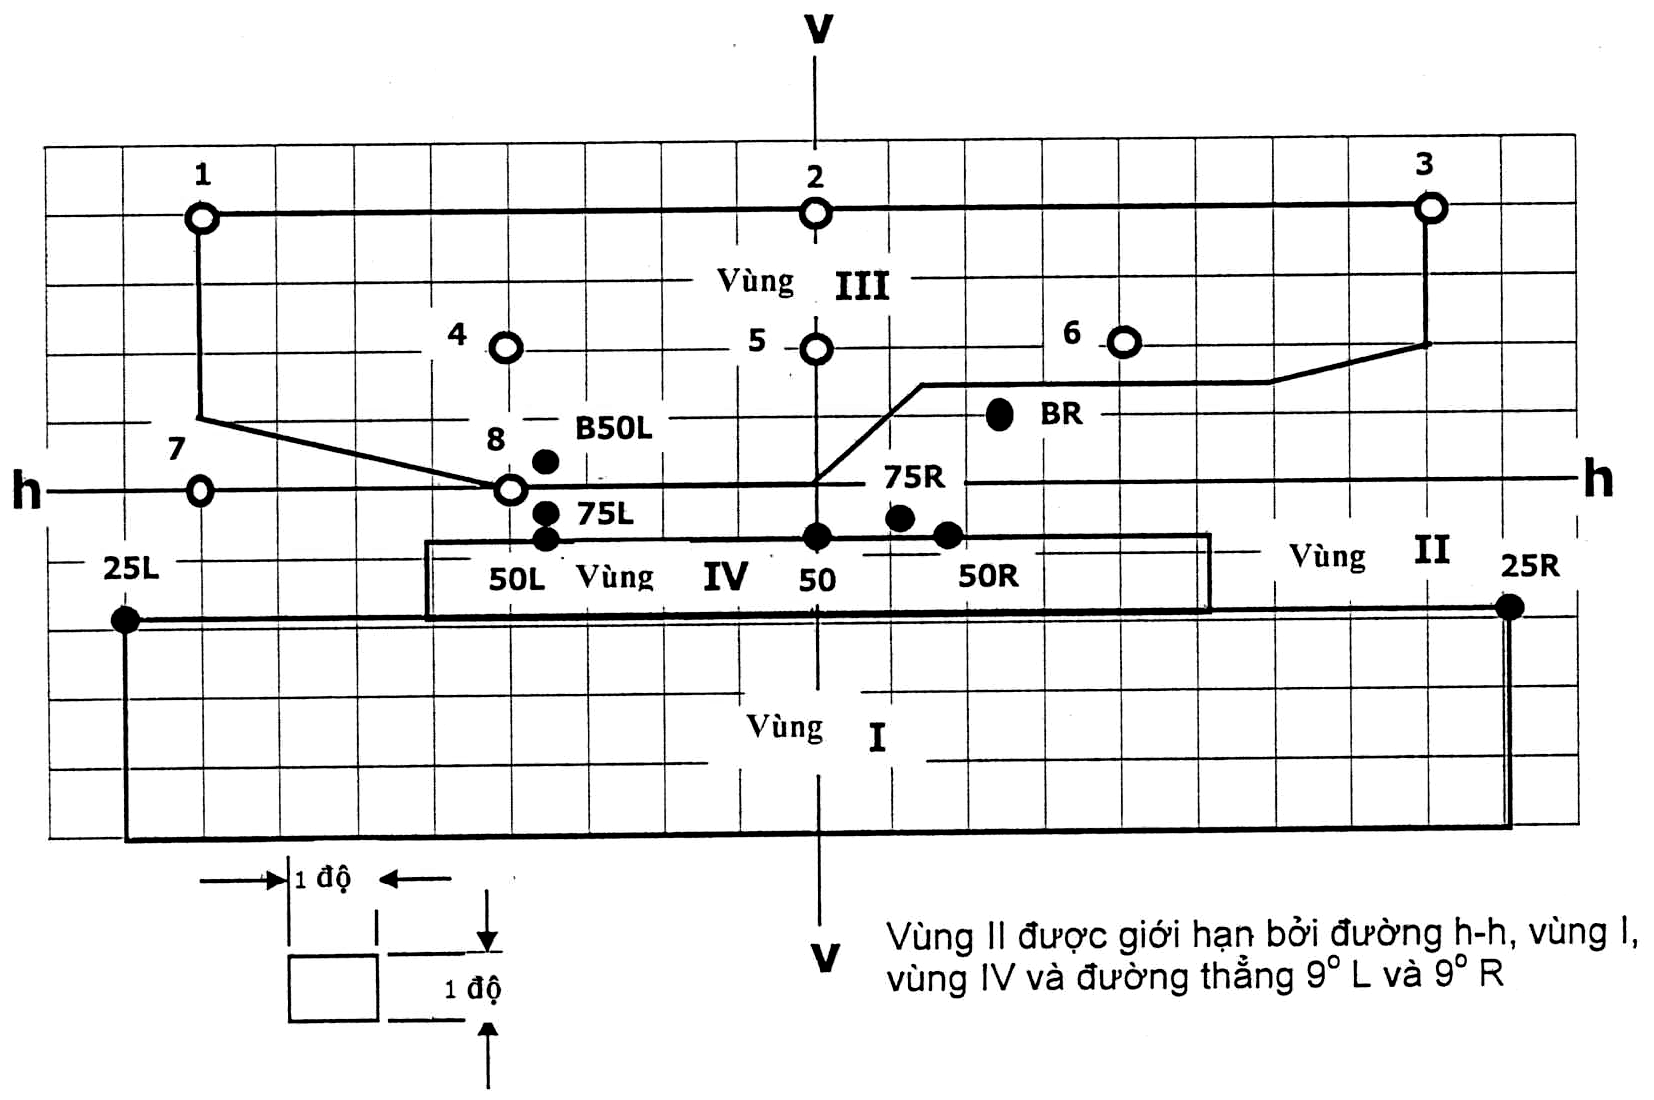 V
1
2
3
Vùng III
4
5
6
B50L
BR
7
8
75R
h
h
75L
25L
50L
Vùng IV
50
50R
Vùng II
25R
Vùng I
1 độ
1 độ
V
Vùng II được giới hạn bởi đường h-h, vùng I,
vùng IV và đường thẳng 9° L và 9° R